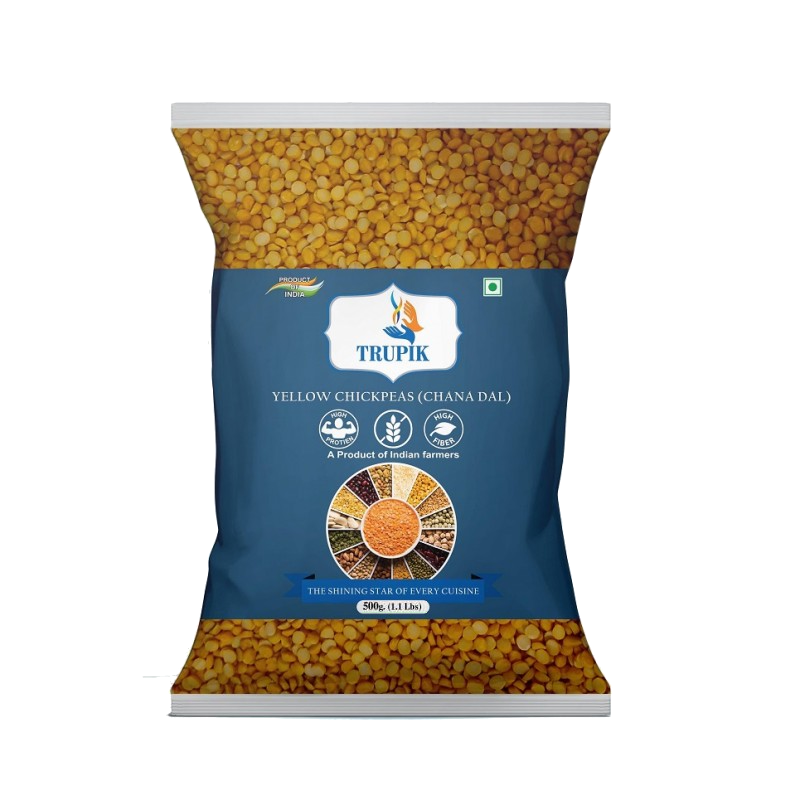 PRODUCT
OF
INDIA
TRUPIK
YELLOW CHICKPEAS (CHANA DAL)
HIGH
PROTIEN
HIGH
FIBER
A Product of Indian farmers
THE SHINING STAR OF EVERY CUISINE
500g. (1.1 Lbs)